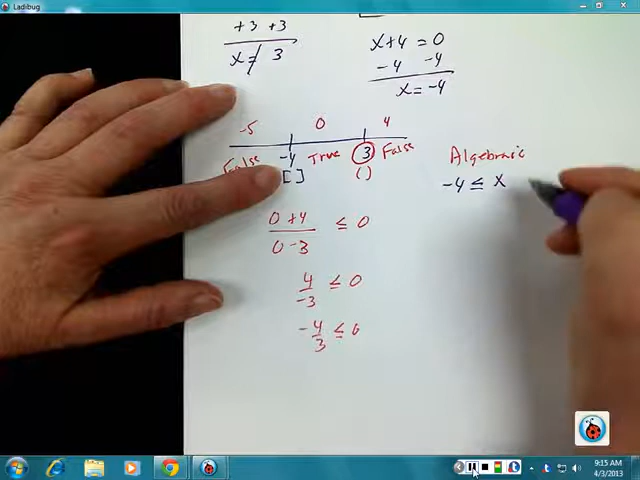 Ladibug
+3 +3
x ≠ 3
x+4 = 0
-4 -4
x = -4
-5 0 4
False -4 True 3 False
[ ] ( )
0+4 ≤ 0
0-3
4 ≤ 0
-3
-4 ≤ 0
3
Algebraic
-4 ≤ x
9:15 AM
4/3/2013